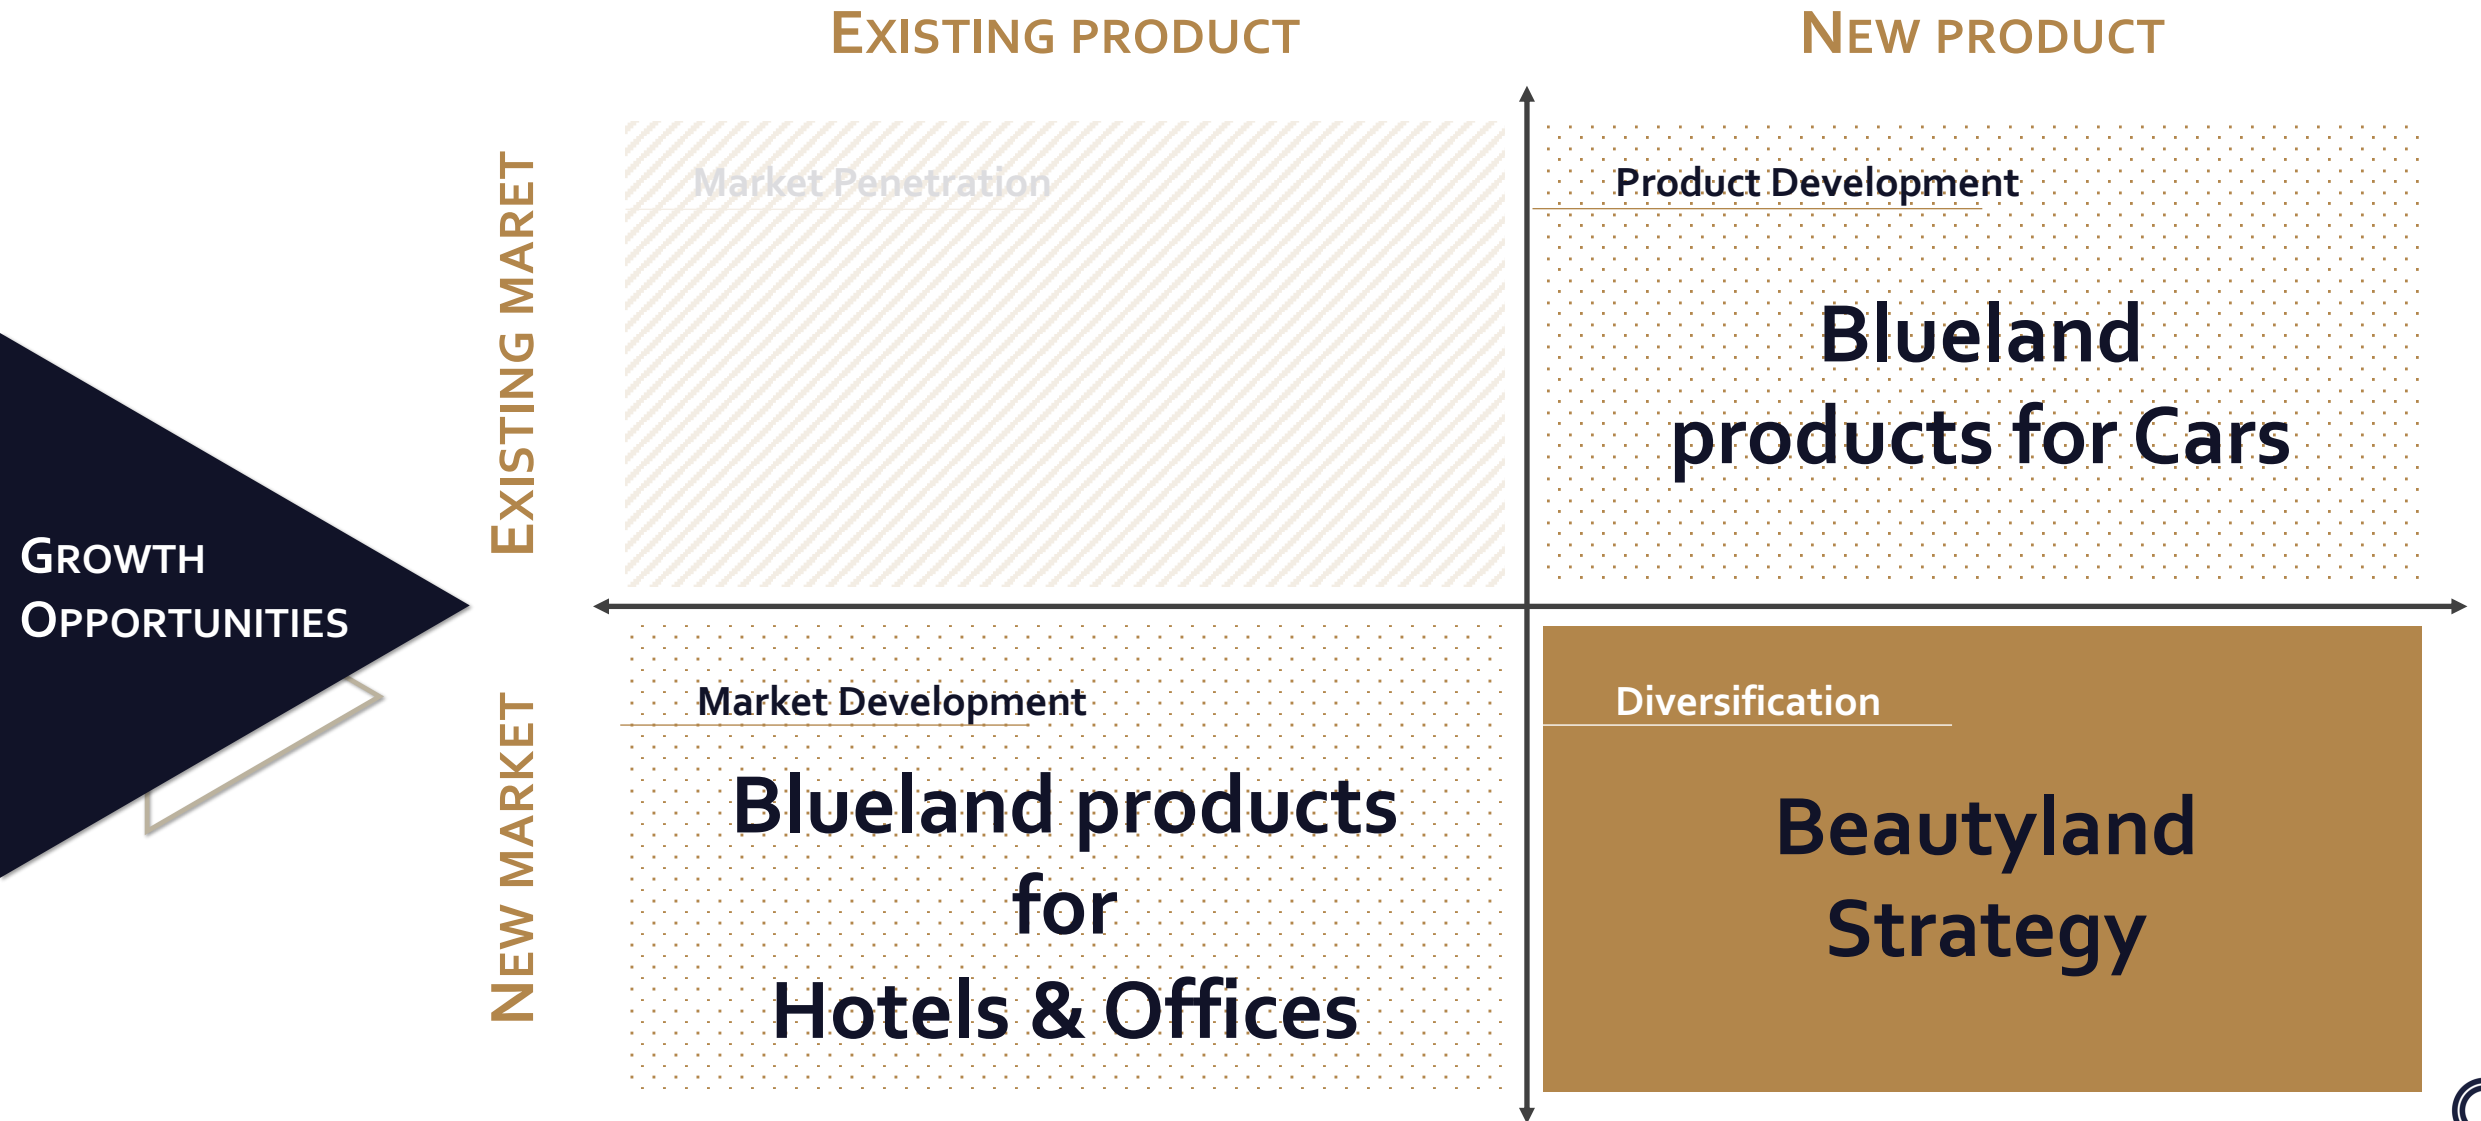 Existing product
New product
Existing maret
Market Penetration
Product Development
Blueland
products for Cars
Growth
Opportunities
New market
Market Development
Blueland products
for
Hotels & Offices
Diversification
Beautyland
Strategy